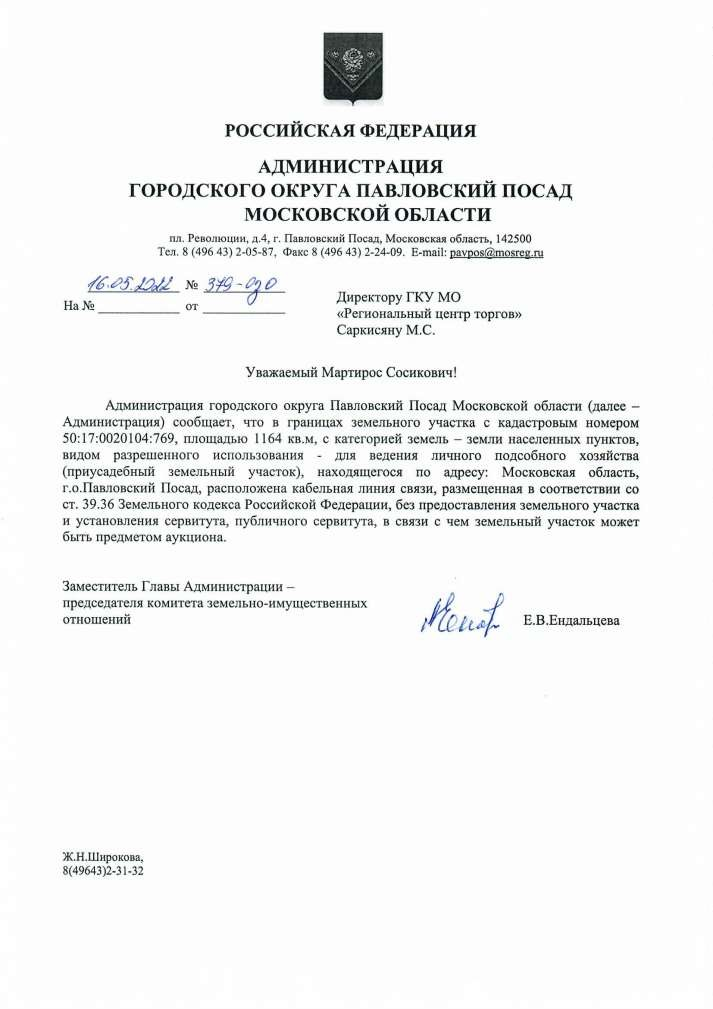 РОССИЙСКАЯ ФЕДЕРАЦИЯ
АДМИНИСТРАЦИЯ
ГОРОДСКОГО ОКРУГА ПАВЛОВСКИЙ ПОСАД
МОСКОВСКОЙ ОБЛАСТИ
пл. Революции, д.4, г. Павловский Посад, Московская область, 142500
Тел. 8 (496 43) 2-05-87, Факс 8 (496 43) 2-24-09. E-mail: pavpos@mosreg.ru
16.05.2022 № 379-одо
На № ____________ от ____________
Директору ГКУ МО
«Региональный центр торгов»
Саркисяну М.С.
Уважаемый Мартирос Сосикович!
Администрация городского округа Павловский Посад Московской области (далее –
Администрация) сообщает, что в границах земельного участка с кадастровым номером
50:17:0020104:769, площадью 1164 кв.м, с категорией земель – земли населенных пунктов,
видом разрешенного использования - для ведения личного подсобного хозяйства
(приусадебный земельный участок), находящегося по адресу: Московская область,
г.о.Павловский Посад, расположена кабельная линия связи, размещенная в соответствии со
ст. 39.36 Земельного кодекса Российской Федерации, без предоставления земельного участка
и установления сервитута, публичного сервитута, в связи с чем земельный участок может
быть предметом аукциона.
Заместитель Главы Администрации –
председателя комитета земельно-имущественных
отношений
Е.В.Ендальцева
Ж.Н.Широкова,
8(49643)2-31-32